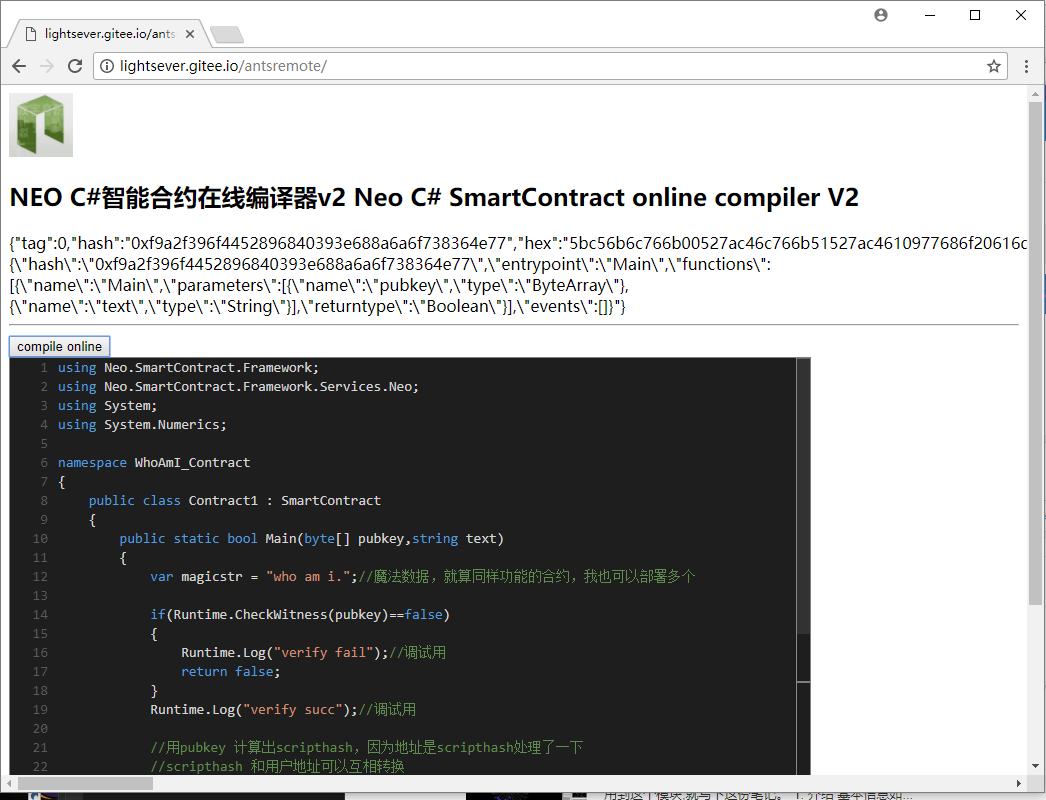 lightsever.gitee.io/ants
lightsever.gitee.io/antsremote/
NEO C#智能合约在线编译器v2 Neo C# SmartContract online compiler V2
{"tag":0,"hash":"0xf9a2f396f4452896840393e688a6a6f738364e77","hex":"5bc56b6c766b00527ac46c766b51527ac4610977686f20616c
{\"hash\":\"0xf9a2f396f4452896840393e688a6a6f738364e77\",\"entrypoint\":\"Main\",\"functions\":
[{\"name\":\"Main\",\"parameters\":[{\"name\":\"pubkey\",\"type\":\"ByteArray\"},
{\"name\":\"text\",\"type\":\"String\"}],\"returntype\":\"Boolean\"}],\"events\":[]}"}
compile online
1 using Neo.SmartContract.Framework;
2 using Neo.SmartContract.Framework.Services.Neo;
3 using System;
4 using System.Numerics;
5
6 namespace WhoAmI_Contract
7 {
8 public class Contract1 : SmartContract
9 {
10 public static bool Main(byte[] pubkey,string text)
11 {
12 var magicstr = "who am i.";//魔法数据，就算同样功能的合约，我也可以部署多个
13
14 if(Runtime.CheckWitness(pubkey)==false)
15 {
16 Runtime.Log("verify fail");//调试用
17 return false;
18 }
19 Runtime.Log("verify succ");//调试用
20
21 //用pubkey 计算出scripthash，因为地址是scripthash处理了一下
22 //scripthash 和用户地址可以互相转换